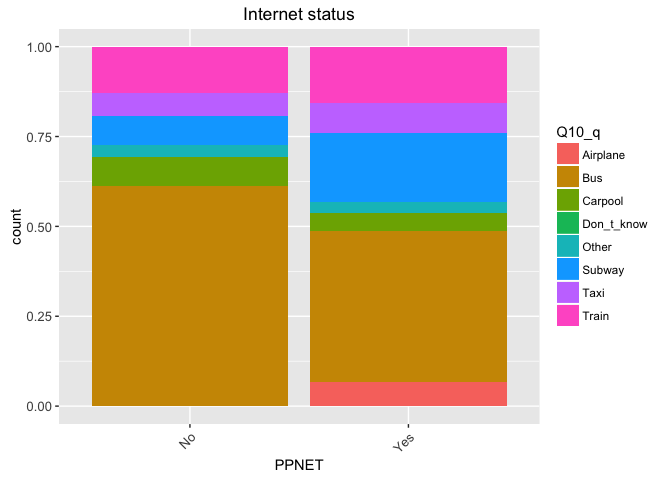 Internet status
1.00
0.75
0.50
0.25
0.00
count
No
Yes
PPNET
Q10_q
Airplane
Bus
Carpool
Don_t_know
Other
Subway
Taxi
Train